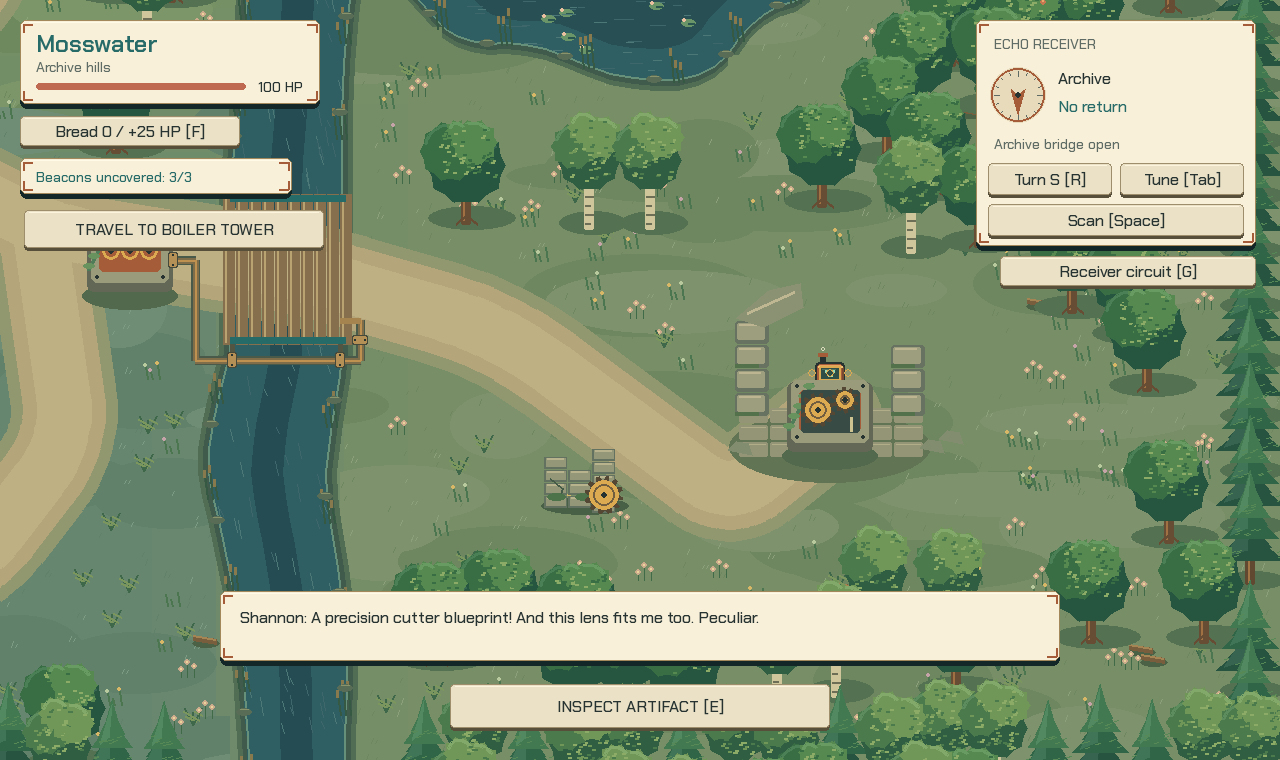 Mosswater
Archive hills
100 HP
Bread 0 / +25 HP [F]
Beacons uncovered: 3/3
TRAVEL TO BOILER TOWER
ECHO RECEIVER
Archive
No return
Archive bridge open
Turn S [R]
Tune [Tab]
Scan [Space]
Receiver circuit [G]
Shannon: A precision cutter blueprint! And this lens fits me too. Peculiar.
INSPECT ARTIFACT [E]